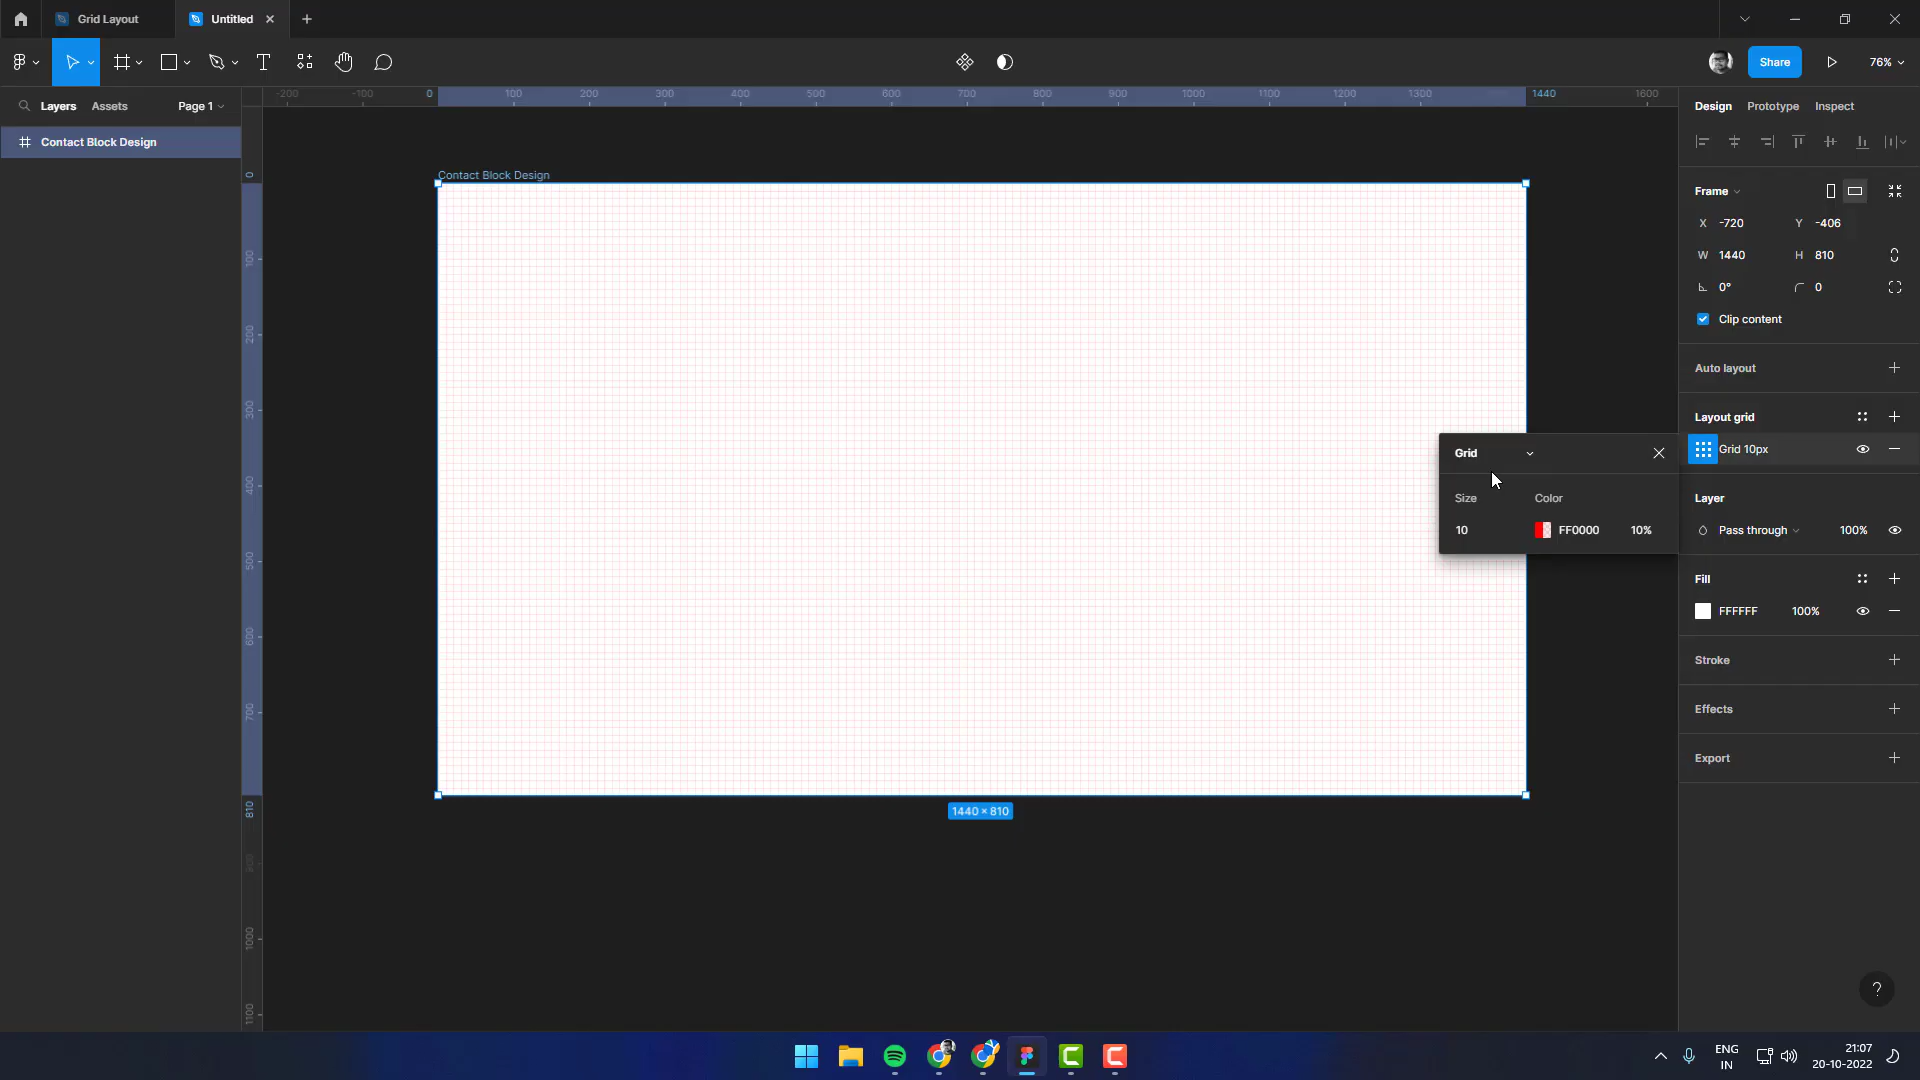 Grid Layout
Untitled
Share
76%
Layers
Assets
Page 1
Contact Block Design
-200
-100
0
100
200
300
400
500
600
700
800
900
1000
1100
1200
1300
1440
1600
0
100
200
300
400
500
600
700
810
900
1000
1100
Contact Block Design
1440 × 810
Grid
Size
Color
10
FF0000
10%
Design
Prototype
Inspect
Frame
X -720
Y -406
W 1440
H 810
0°
0
Clip content
Auto layout
Layout grid
Grid 10px
Layer
Pass through
100%
Fill
FFFFFF
100%
Stroke
Effects
Export
?
ENG
IN
21:07
20-10-2022